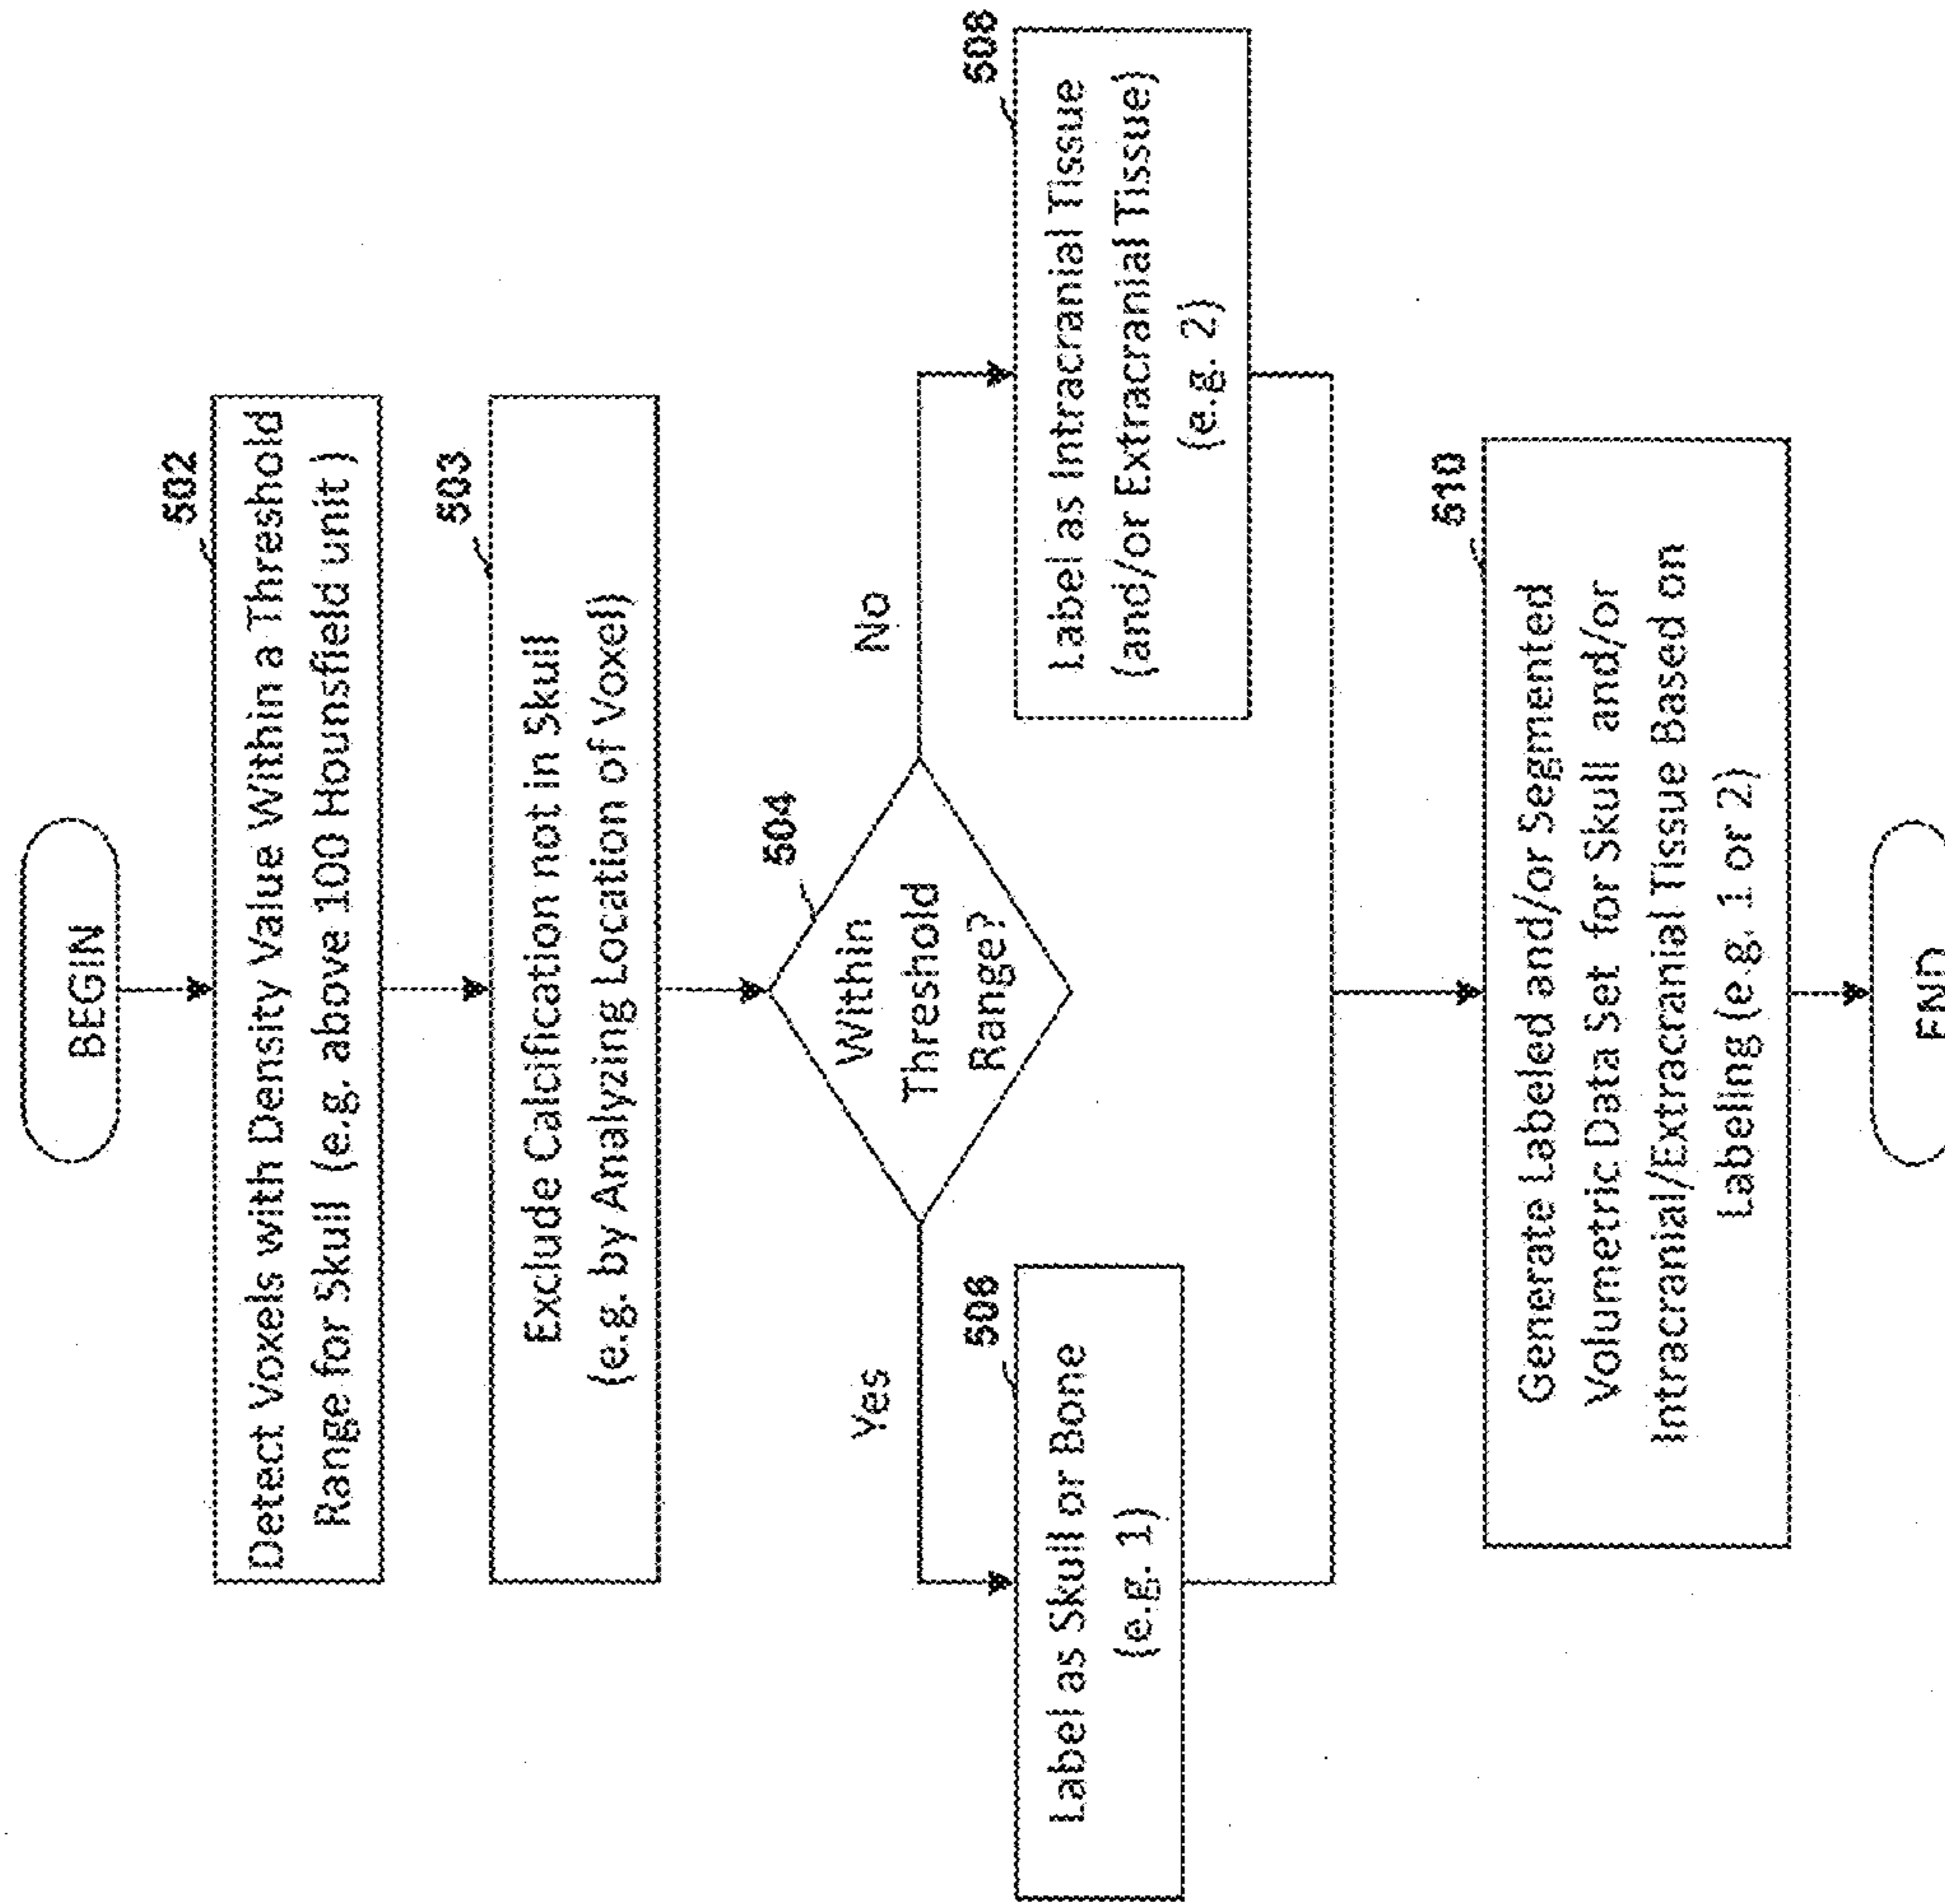 BEGIN
502
Detect Voxels with Density Value Within a Threshold
Range for Skull (e.g. above 100 Hounsfield unit )
503
Exclude Calcification not in Skull
(e.g. by Analyzing Location of Voxel)
504
Within
Threshold
Range?
Yes
No
506
Label as Skull or Bone
(e.g. 1)
508
Label as Intracranial Tissue
(and/or Extracranial Tissue)
(e.g. 2)
510
Generate Labeled and/or Segmented
Volumetric Data Set for Skull and/or
Intracranial/Extracranial Tissue Based on
Labeling (e.g. 1 or 2)
END